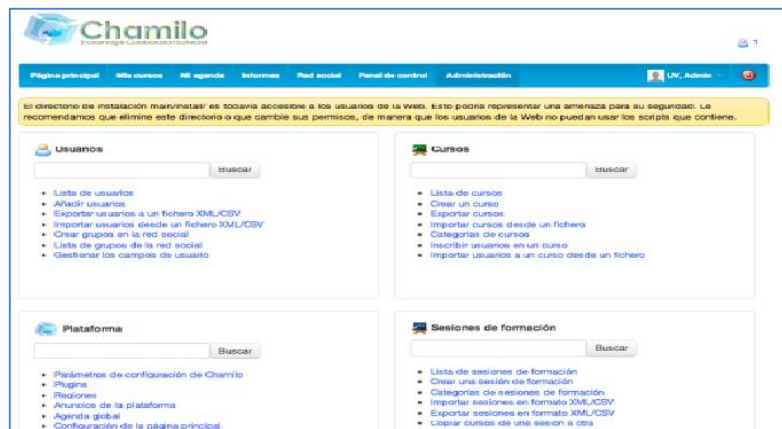 Chamilo
E-Learning & Collaboration Software
1
Página principal Mis cursos Mi agenda Informes Red social Panel de control Administración UV, Admin
El directorio de instalación main/install/ es todavía accesible a los usuarios de la Web. Esto podría representar una amenaza para su seguridad. Le
recomendamos que elimine este directorio o que cambie sus permisos, de manera que los usuarios de la Web no puedan usar los scripts que contiene.
Usuarios
Buscar
Lista de usuarios
Añadir usuarios
Exportar usuarios a un fichero XML/CSV
Importar usuarios desde un fichero XML/CSV
Crear grupos en la red social
Lista de grupos de la red social
Gestionar los campos de usuario
Cursos
Buscar
Lista de cursos
Crear un curso
Exportar cursos
Importar cursos desde un fichero
Categorías de cursos
Inscribir usuarios en un curso
Importar usuarios a un curso desde un fichero
Plataforma
Buscar
Parámetros de configuración de Chamilo
Plugins
Regiones
Anuncios de la plataforma
Agenda global
Configuración de la página principal
Sesiones de formación
Buscar
Lista de sesiones de formación
Crear una sesión de formación
Categorías de sesiones de formación
Importar sesiones en formato XML/CSV
Exportar sesiones en formato XML/CSV
Copiar cursos de una sesión a otra